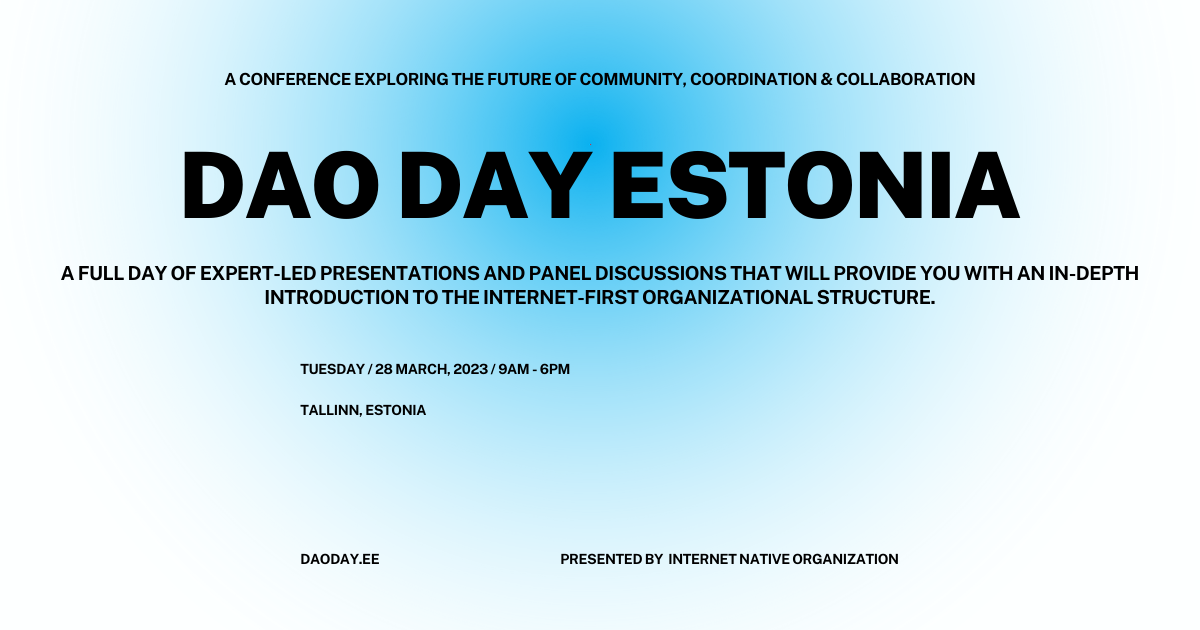 A CONFERENCE EXPLORING THE FUTURE OF COMMUNITY, COORDINATION & COLLABORATION
DAO DAY ESTONIA
A FULL DAY OF EXPERT-LED PRESENTATIONS AND PANEL DISCUSSIONS THAT WILL PROVIDE YOU WITH AN IN-DEPTH
INTRODUCTION TO THE INTERNET-FIRST ORGANIZATIONAL STRUCTURE.
TUESDAY / 28 MARCH, 2023 / 9AM - 6PM
TALLINN, ESTONIA
DAODAY.EE
PRESENTED BY INTERNET NATIVE ORGANIZATION